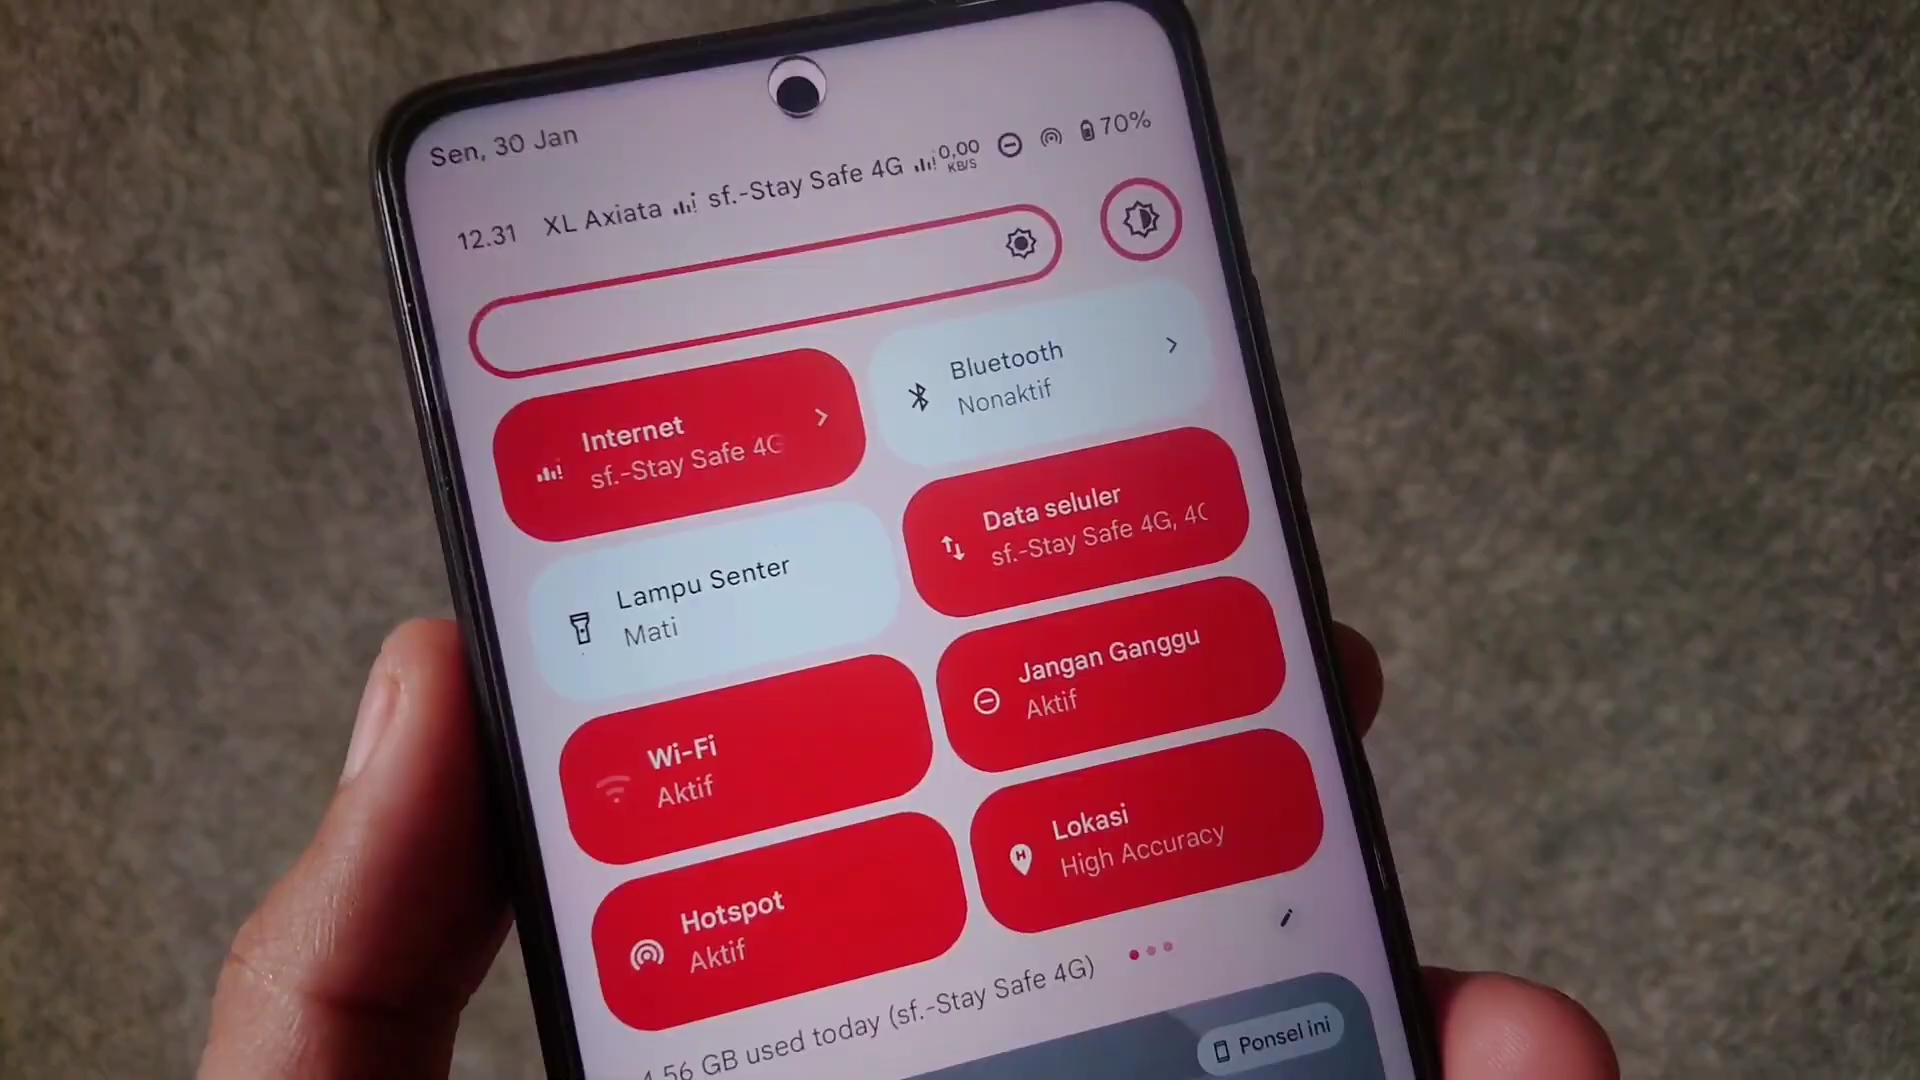 Sen, 30 Jan
12.31 XL Axiata sf.-Stay Safe 4G 0,00 KB/S 70%
Internet
sf.-Stay Safe 4G
Bluetooth
Nonaktif
Lampu Senter
Mati
Data seluler
sf.-Stay Safe 4G, 4G
Wi-Fi
Aktif
Jangan Ganggu
Aktif
Hotspot
Aktif
Lokasi
High Accuracy
4,56 GB used today (sf.-Stay Safe 4G)
Ponsel ini